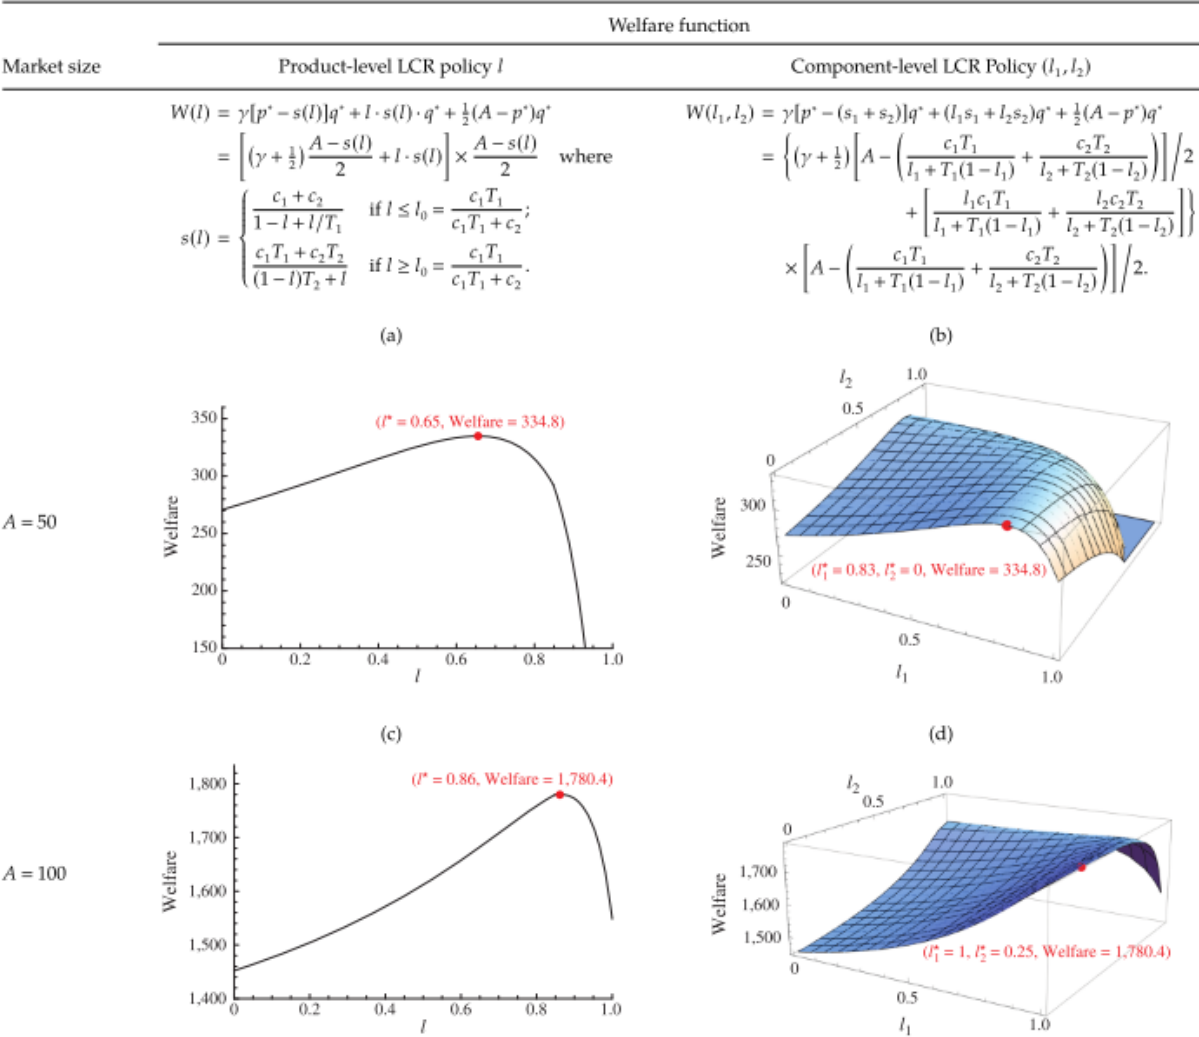 Welfare function
Market size Product-level LCR policy l Component-level LCR Policy (l₁, l₂)
W(l) = γ[p* − s(l)]q* + l · s(l) · q* + ½(A − p*)q*
= [(γ + ½) (A − s(l))/2 + l · s(l)] × (A − s(l))/2 where
s(l) = { (c₁ + c₂)/(1 − l + l/T₁) if l ≤ l₀ = c₁T₁/(c₁T₁ + c₂);
(c₁T₁ + c₂T₂)/((1 − l)T₂ + l) if l ≥ l₀ = c₁T₁/(c₁T₁ + c₂).
W(l₁, l₂) = γ[p* − (s₁ + s₂)]q* + (l₁s₁ + l₂s₂)q* + ½(A − p*)q*
= {(γ + ½)[A − (c₁T₁/(l₁ + T₁(1 − l₁)) + c₂T₂/(l₂ + T₂(1 − l₂)))]/2
+ [l₁c₁T₁/(l₁ + T₁(1 − l₁)) + l₂c₂T₂/(l₂ + T₂(1 − l₂))]}
× [A − (c₁T₁/(l₁ + T₁(1 − l₁)) + c₂T₂/(l₂ + T₂(1 − l₂)))]/2.
(a) (b)
A = 50
350
300
250
200
150
Welfare
(l* = 0.65, Welfare = 334.8)
0 0.2 0.4 0.6 0.8 1.0
l
l₂
1.0
0.5
0
300
250
Welfare
(l₁* = 0.83, l₂* = 0, Welfare = 334.8)
0
0.5
1.0
l₁
(c) (d)
A = 100
1,800
1,700
1,600
1,500
1,400
Welfare
(l* = 0.86, Welfare = 1,780.4)
0 0.2 0.4 0.6 0.8 1.0
l
l₂
1.0
0.5
0
1,700
1,600
1,500
Welfare
(l₁* = 1, l₂* = 0.25, Welfare = 1,780.4)
0
0.5
1.0
l₁